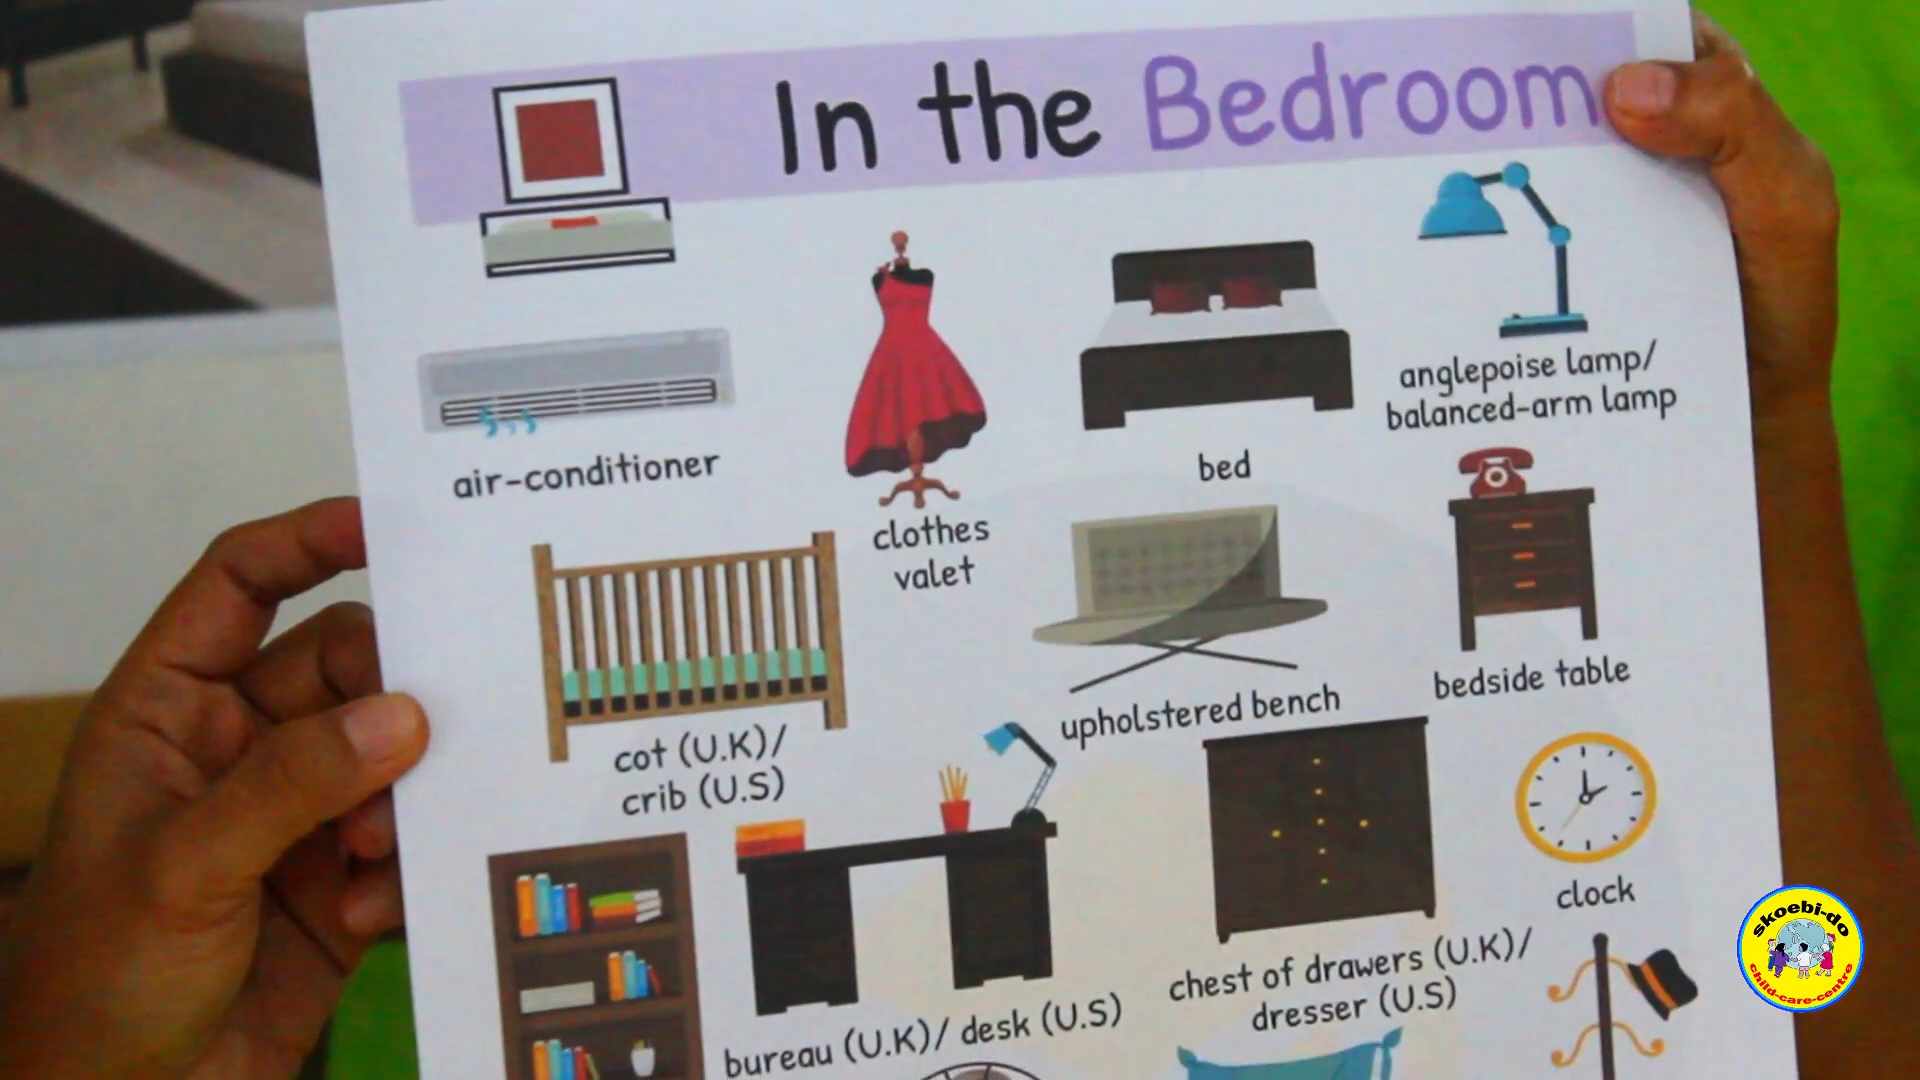 In the Bedroom
air-conditioner
clothes
valet
bed
anglepoise lamp/
balanced-arm lamp
cot (U.K)/
crib (U.S)
upholstered bench
bedside table
bureau (U.K)/ desk (U.S)
chest of drawers (U.K)/
dresser (U.S)
clock
skoebi-do
child-care-centre